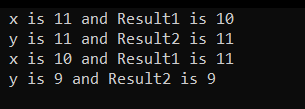 x is 11 and Result1 is 10
y is 11 and Result2 is 11
x is 10 and Result1 is 11
y is 9 and Result2 is 9